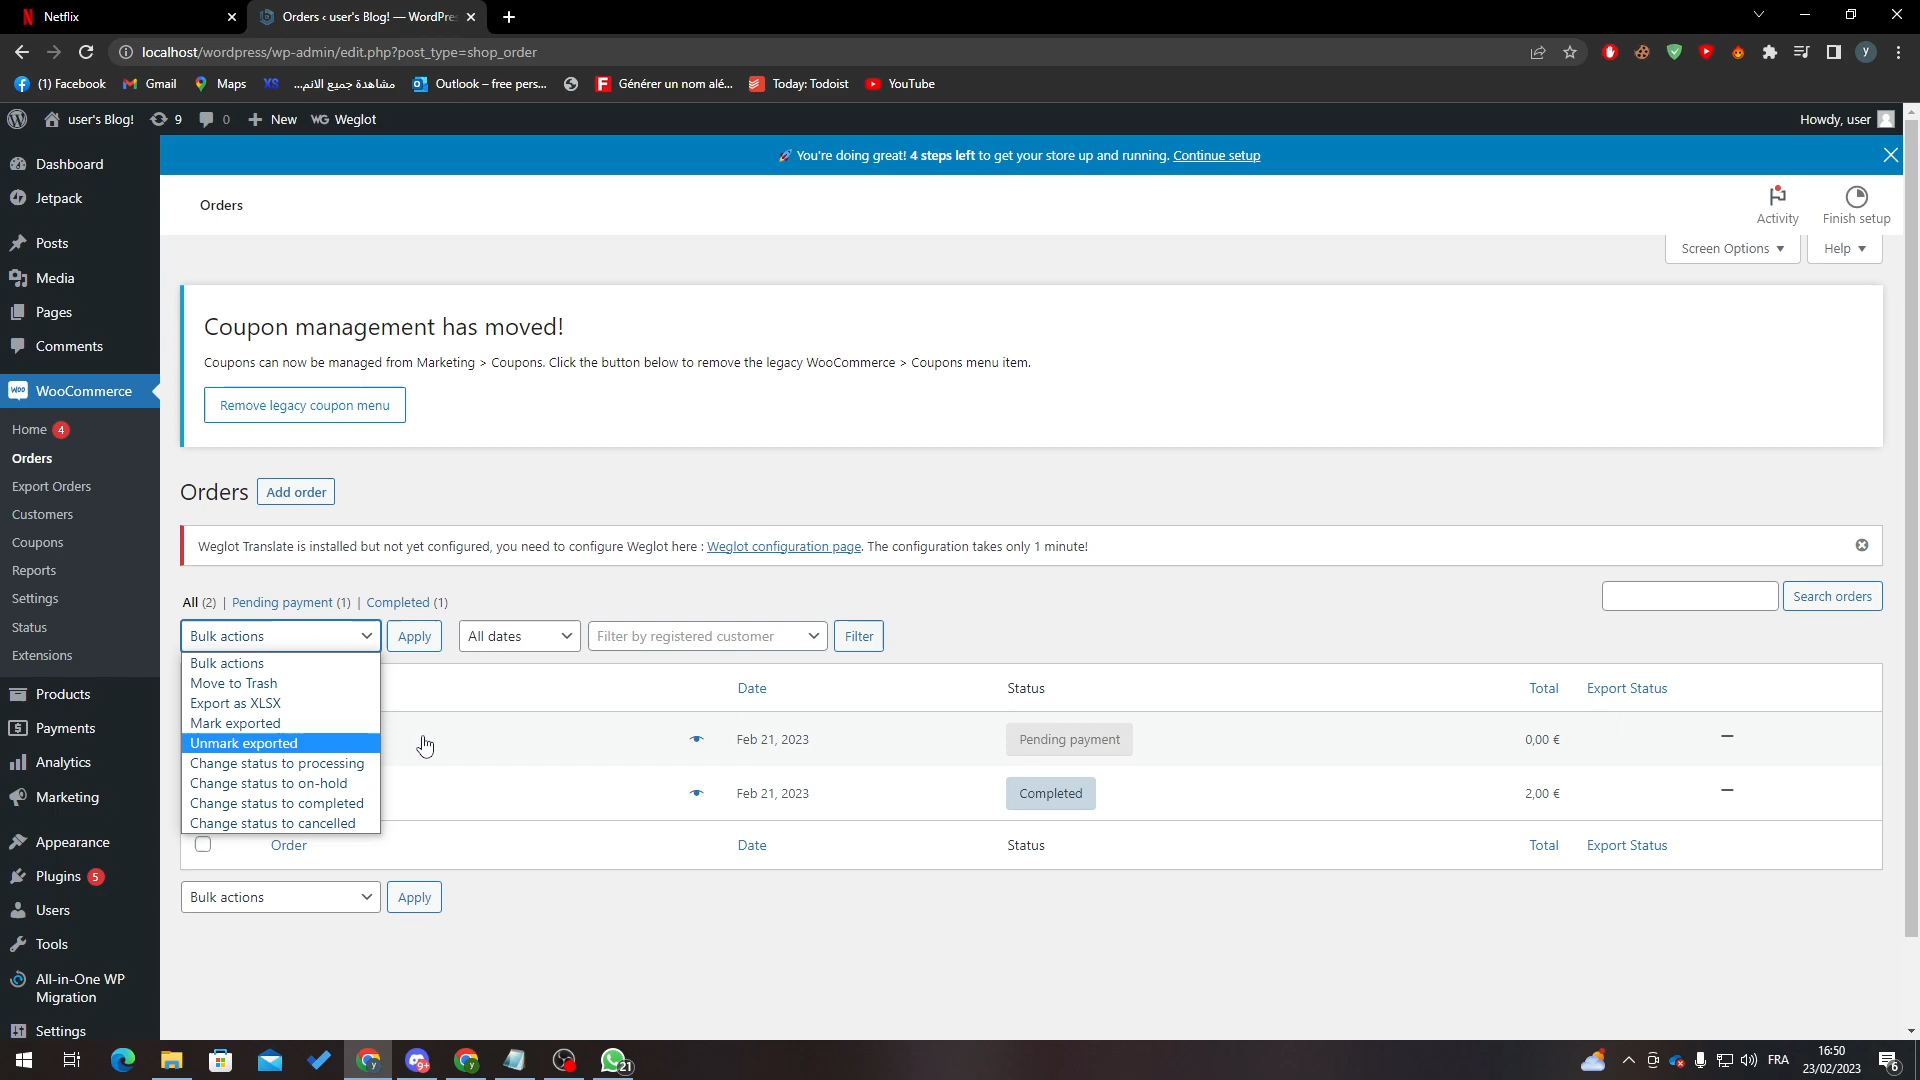 Netflix
Orders ‹ user's Blog! — WordPre
localhost/wordpress/wp-admin/edit.php?post_type=shop_order
y
(1) Facebook
Gmail
Maps
XS
مشاهدة جميع الانم...
Outlook – free pers...
Générer un nom alé...
Today: Todoist
YouTube
user's Blog!
9
0
New
WG Weglot
Howdy, user
Dashboard
Jetpack
Posts
Media
Pages
Comments
WooCommerce
Home 4
Orders
Export Orders
Customers
Coupons
Reports
Settings
Status
Extensions
Products
Payments
Analytics
Marketing
Appearance
Plugins 5
Users
Tools
All-in-One WP
Migration
Settings
🚀 You're doing great! 4 steps left to get your store up and running. Continue setup
Orders
Activity
Finish setup
Screen Options
Help
Coupon management has moved!
Coupons can now be managed from Marketing > Coupons. Click the button below to remove the legacy WooCommerce > Coupons menu item.
Remove legacy coupon menu
Orders
Add order
Weglot Translate is installed but not yet configured, you need to configure Weglot here : Weglot configuration page. The configuration takes only 1 minute!
All (2) | Pending payment (1) | Completed (1)
Search orders
Bulk actions
Apply
All dates
Filter by registered customer
Filter
Bulk actions
Move to Trash
Export as XLSX
Mark exported
Unmark exported
Change status to processing
Change status to on-hold
Change status to completed
Change status to cancelled
Date
Status
Total
Export Status
Feb 21, 2023
Pending payment
0,00 €
–
Feb 21, 2023
Completed
2,00 €
–
Order
Date
Status
Total
Export Status
Bulk actions
Apply
9+
21
FRA
16:50
23/02/2023
6